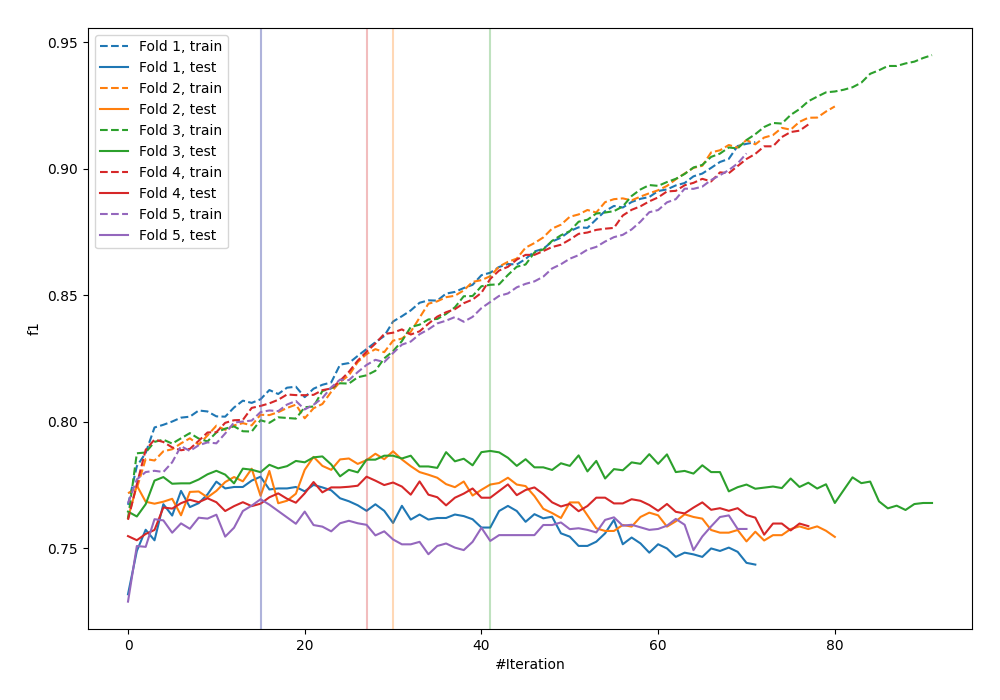 0.95
0.90
0.85
0.80
0.75
f1
Fold 1, train
Fold 1, test
Fold 2, train
Fold 2, test
Fold 3, train
Fold 3, test
Fold 4, train
Fold 4, test
Fold 5, train
Fold 5, test
0 20 40 60 80
#Iteration